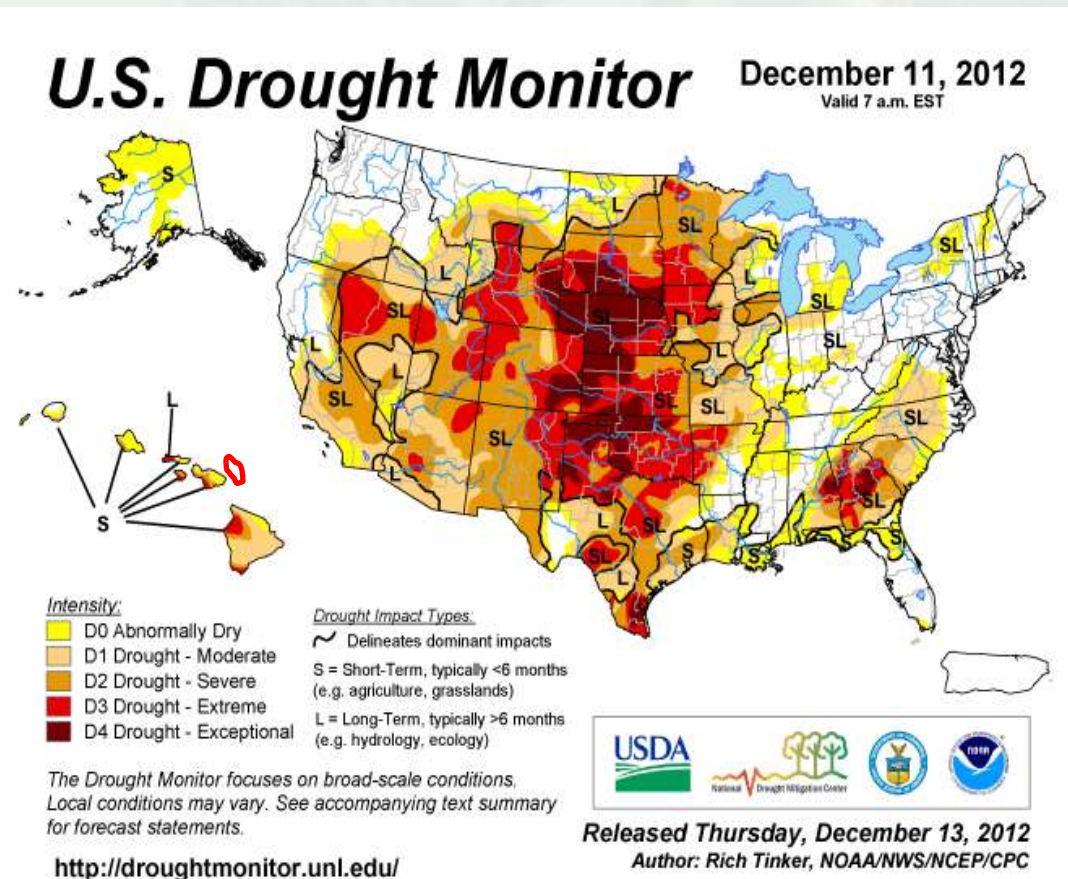 U.S. Drought Monitor
December 11, 2012
Valid 7 a.m. EST
S
L
SL
SL
L
L
SL
SL
SL
L
SL
L
SL
L
L
SL
SL
SL
SL
L
SL
SL
L
SL
S
S
S
S
SL
L
S
Intensity:
D0 Abnormally Dry
D1 Drought - Moderate
D2 Drought - Severe
D3 Drought - Extreme
D4 Drought - Exceptional
Drought Impact Types:
Delineates dominant impacts
S = Short-Term, typically <6 months
(e.g. agriculture, grasslands)
L = Long-Term, typically >6 months
(e.g. hydrology, ecology)
USDA
National Drought Mitigation Center
NOAA
The Drought Monitor focuses on broad-scale conditions.
Local conditions may vary. See accompanying text summary
for forecast statements.
http://droughtmonitor.unl.edu/
Released Thursday, December 13, 2012
Author: Rich Tinker, NOAA/NWS/NCEP/CPC